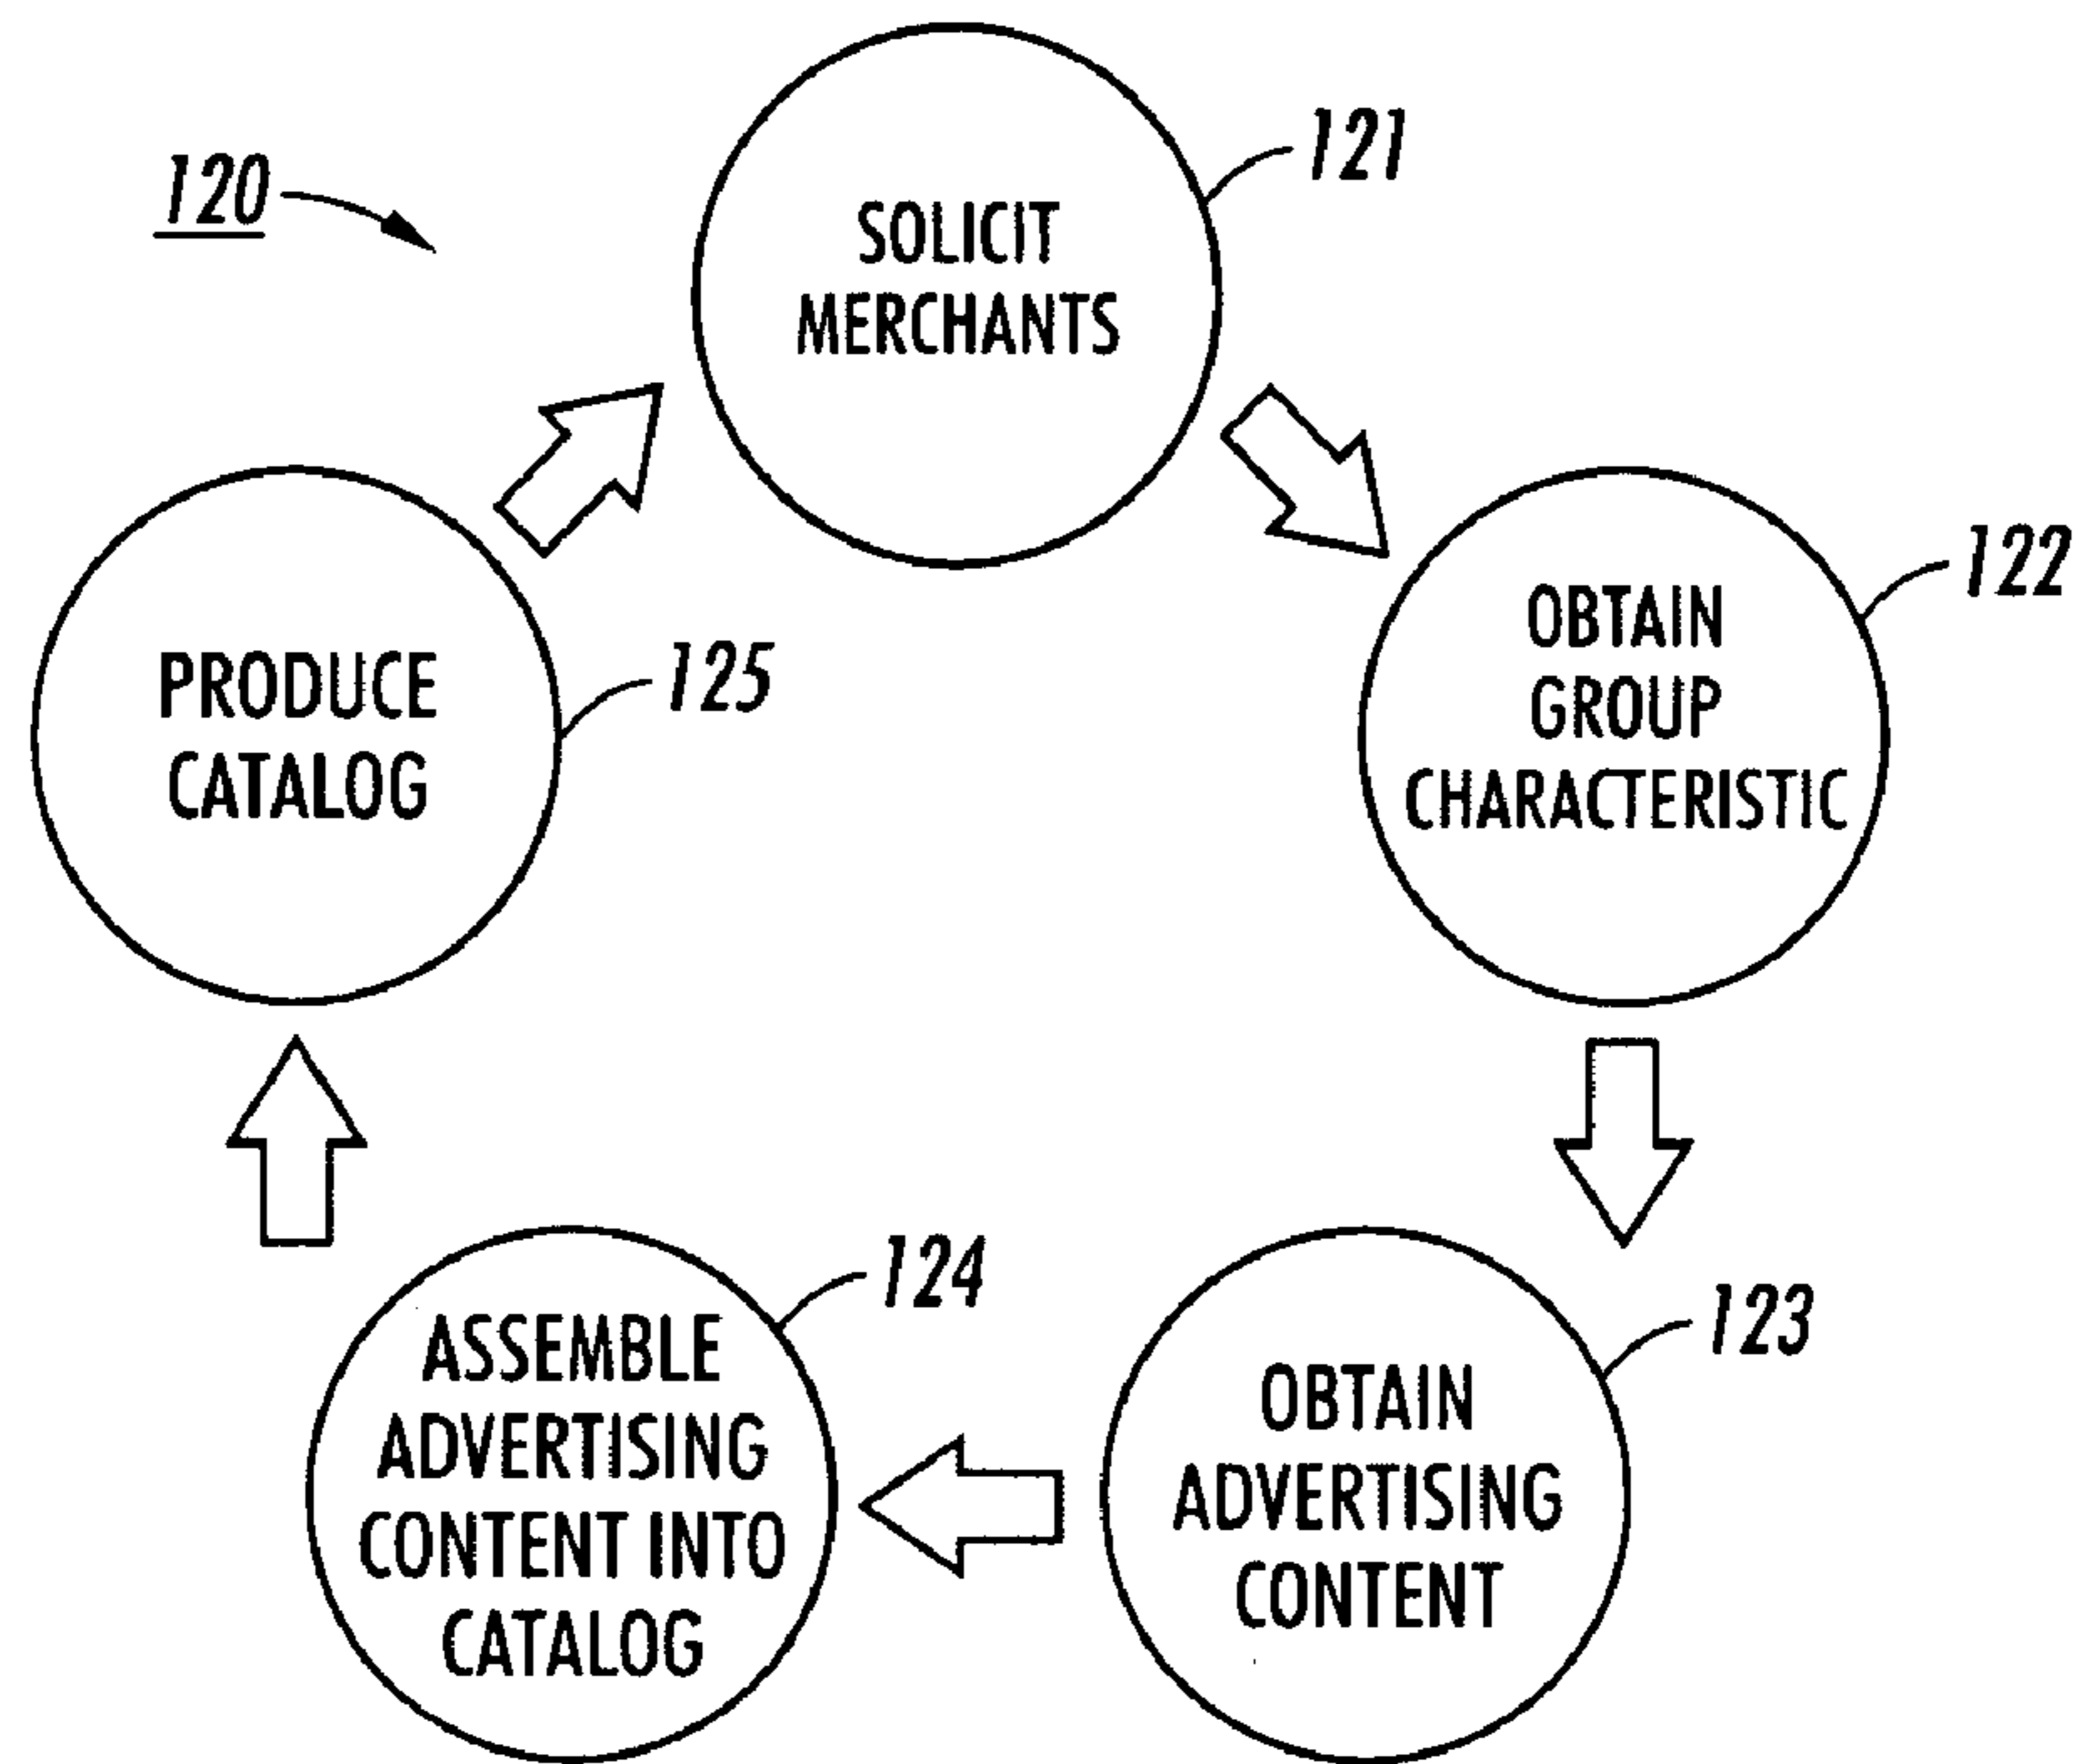 120
121
SOLICIT
MERCHANTS
122
OBTAIN
GROUP
CHARACTERISTIC
123
OBTAIN
ADVERTISING
CONTENT
124
ASSEMBLE
ADVERTISING
CONTENT INTO
CATALOG
125
PRODUCE
CATALOG